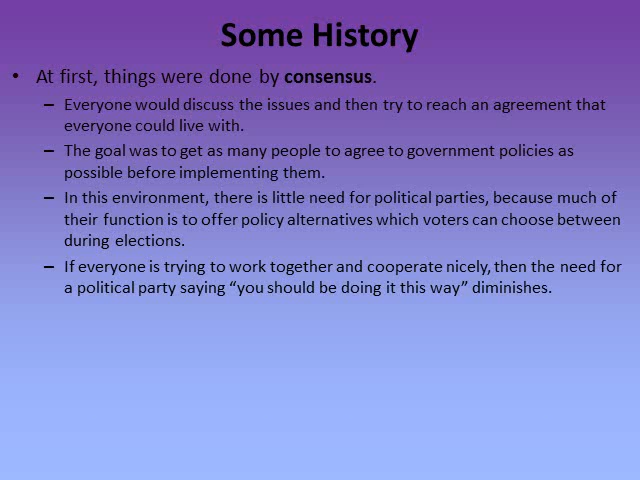 Some History
• At first, things were done by consensus.
– Everyone would discuss the issues and then try to reach an agreement that
everyone could live with.
– The goal was to get as many people to agree to government policies as
possible before implementing them.
– In this environment, there is little need for political parties, because much of
their function is to offer policy alternatives which voters can choose between
during elections.
– If everyone is trying to work together and cooperate nicely, then the need for
a political party saying “you should be doing it this way” diminishes.